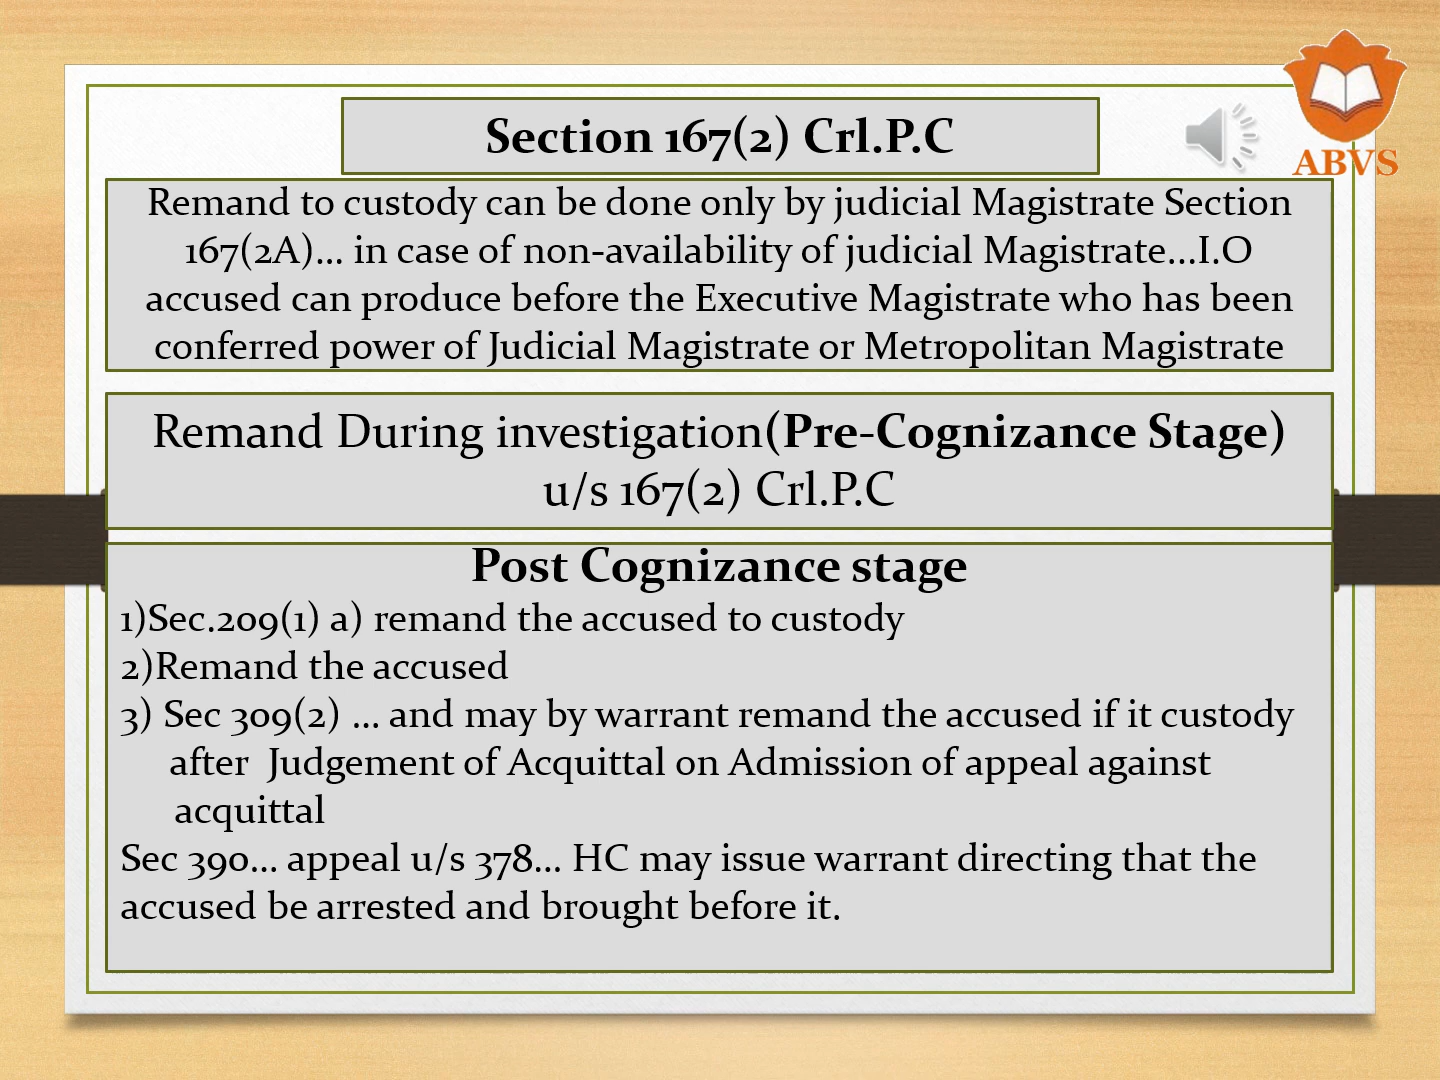 ABVS
Section 167(2) Crl.P.C
Remand to custody can be done only by judicial Magistrate Section
167(2A)... in case of non-availability of judicial Magistrate...I.O
accused can produce before the Executive Magistrate who has been
conferred power of Judicial Magistrate or Metropolitan Magistrate
Remand During investigation(Pre-Cognizance Stage)
u/s 167(2) Crl.P.C
Post Cognizance stage
1)Sec.209(1) a) remand the accused to custody
2)Remand the accused
3) Sec 309(2) ... and may by warrant remand the accused if it custody
after Judgement of Acquittal on Admission of appeal against
acquittal
Sec 390... appeal u/s 378... HC may issue warrant directing that the
accused be arrested and brought before it.